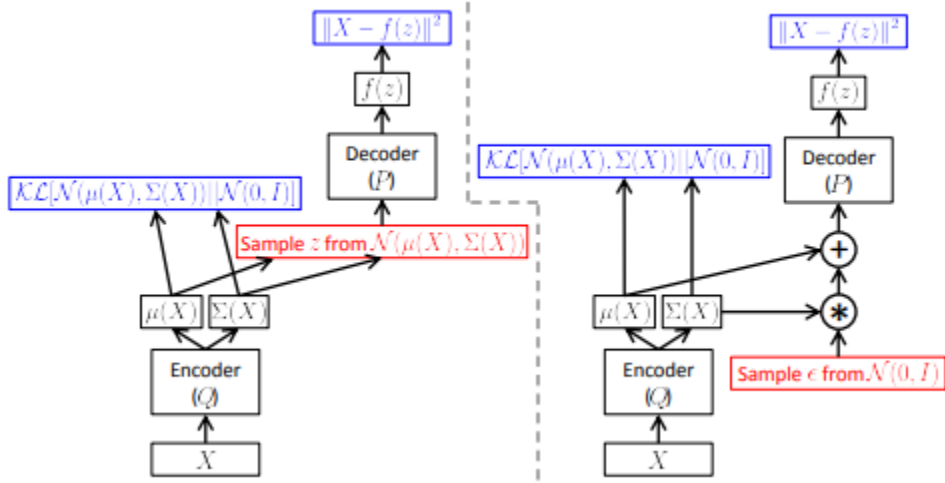 ‖X − f(z)‖²
f(z)
Decoder
(P)
𝒦ℒ[𝒩(μ(X), Σ(X))||𝒩(0, I)]
Sample z from 𝒩(μ(X), Σ(X))
μ(X)
Σ(X)
Encoder
(Q)
X
‖X − f(z)‖²
f(z)
Decoder
(P)
𝒦ℒ[𝒩(μ(X), Σ(X))||𝒩(0, I)]
+
μ(X)
Σ(X)
*
Encoder
(Q)
Sample ϵ from 𝒩(0, I)
X